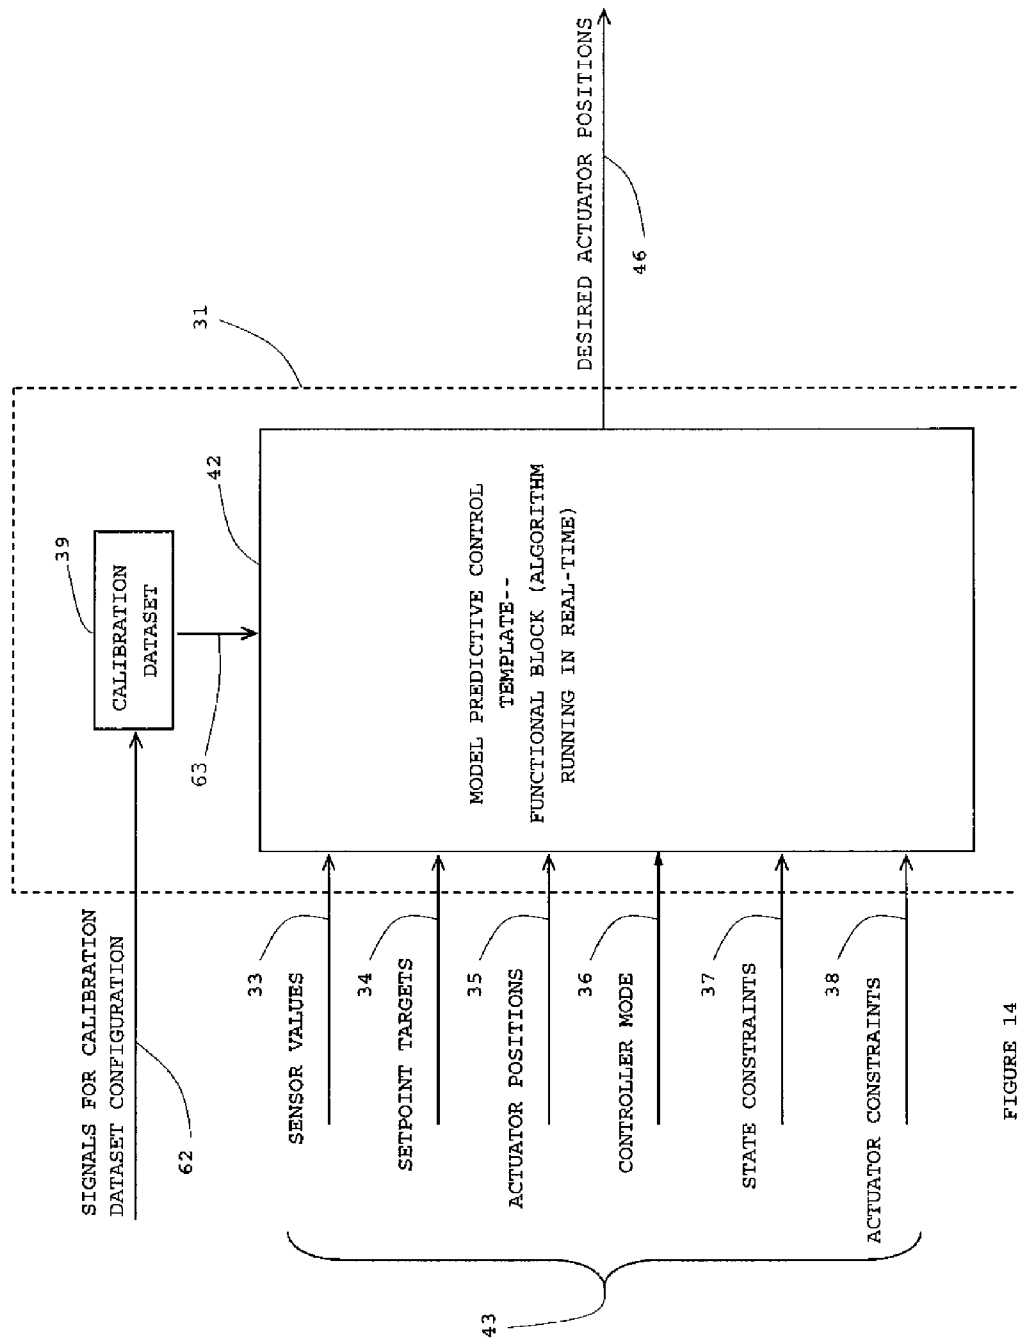 SIGNALS FOR CALIBRATION
DATASET CONFIGURATION
62
39
CALIBRATION
DATASET
63
42
31
33
SENSOR VALUES
34
SETPOINT TARGETS
35
ACTUATOR POSITIONS
36
CONTROLLER MODE
37
STATE CONSTRAINTS
38
ACTUATOR CONSTRAINTS
43
MODEL PREDICTIVE CONTROL
TEMPLATE--
FUNCTIONAL BLOCK (ALGORITHM
RUNNING IN REAL-TIME)
DESIRED ACTUATOR POSITIONS
46
FIGURE 14